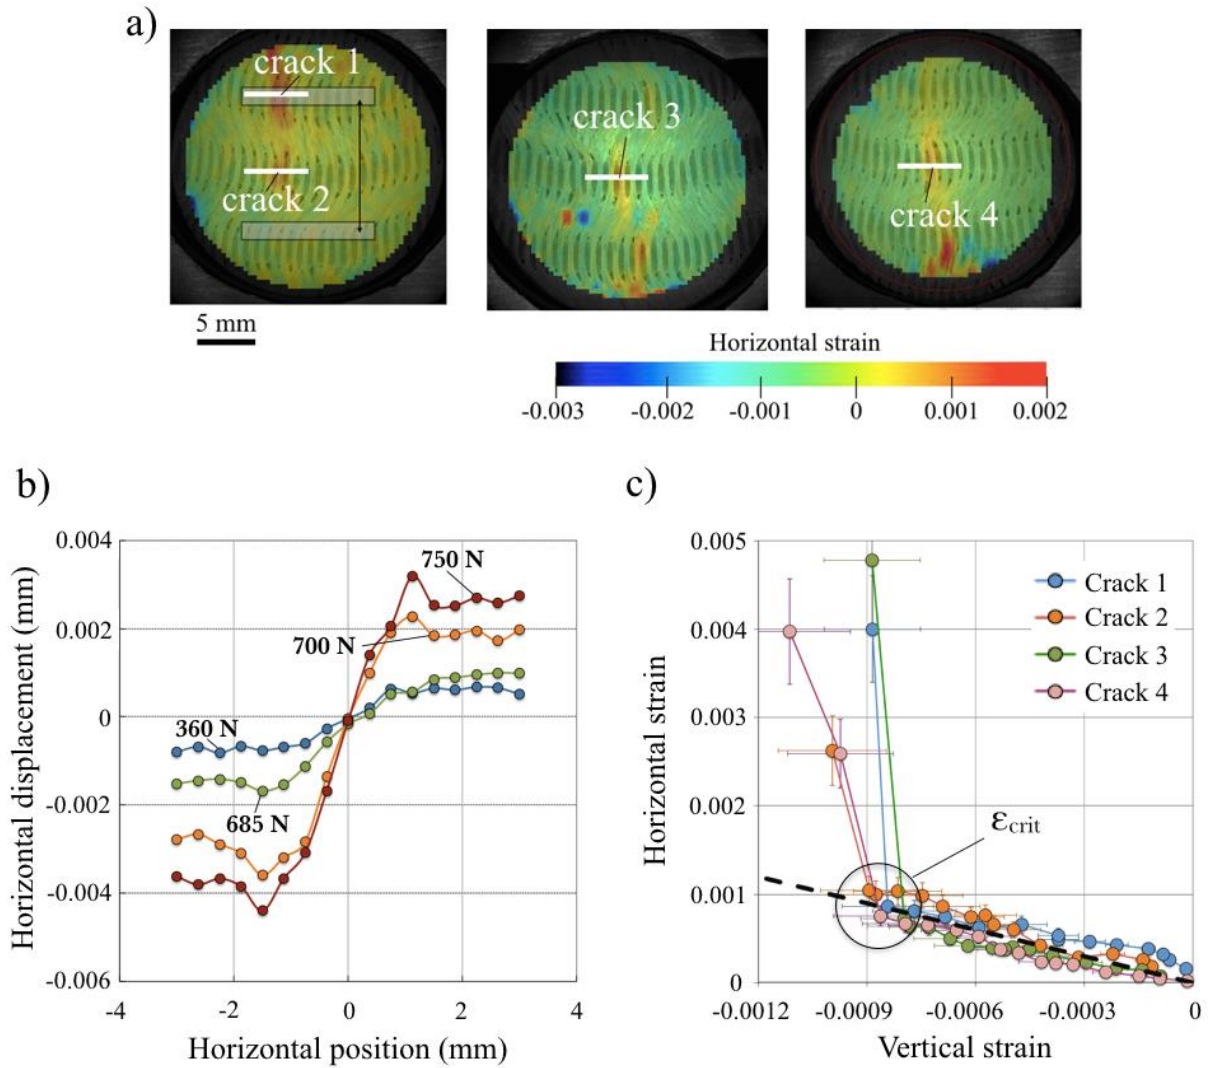 a)
crack 1
crack 2
crack 3
crack 4
5 mm
Horizontal strain
-0.003 -0.002 -0.001 0 0.001 0.002
b)
Horizontal displacement (mm)
0.004
0.002
0
-0.002
-0.004
-0.006
750 N
700 N
360 N
685 N
-4 -2 0 2 4
Horizontal position (mm)
c)
Horizontal strain
0.005
0.004
0.003
0.002
0.001
0
Crack 1
Crack 2
Crack 3
Crack 4
εcrit
-0.0012 -0.0009 -0.0006 -0.0003 0
Vertical strain